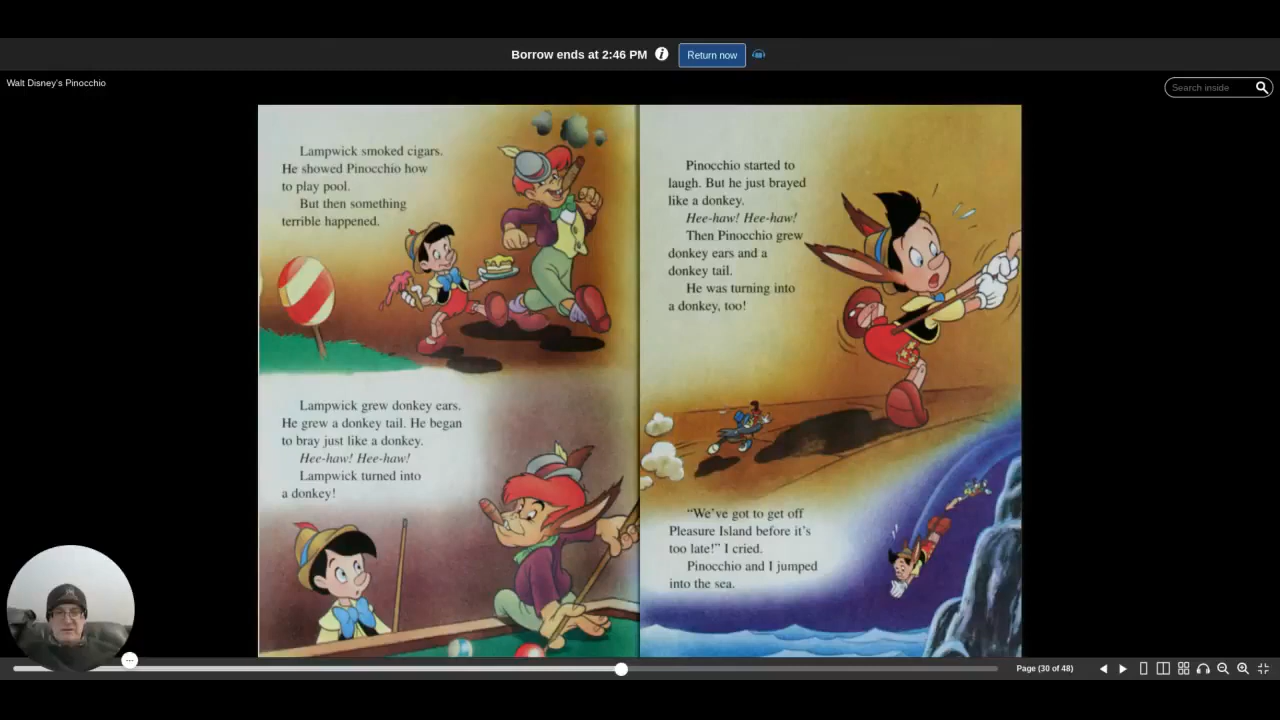 Borrow ends at 2:46 PM
Return now
Walt Disney's Pinocchio
Search inside
Lampwick smoked cigars.
He showed Pinocchio how
to play pool.
But then something
terrible happened.
Lampwick grew donkey ears.
He grew a donkey tail. He began
to bray just like a donkey.
Hee-haw! Hee-haw!
Lampwick turned into
a donkey!
Pinocchio started to
laugh. But he just brayed
like a donkey.
Hee-haw! Hee-haw!
Then Pinocchio grew
donkey ears and a
donkey tail.
He was turning into
a donkey, too!
“We’ve got to get off
Pleasure Island before it’s
too late!” I cried.
Pinocchio and I jumped
into the sea.
Page (30 of 48)